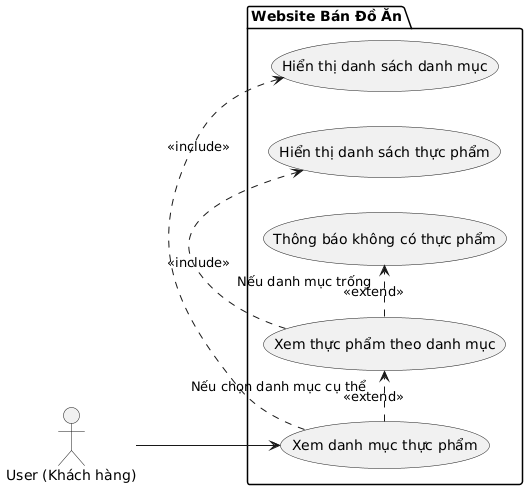 Website Bán Đồ Ăn
Hiển thị danh sách danh mục
«include»
Hiển thị danh sách thực phẩm
Thông báo không có thực phẩm
«include»
Nếu danh mục trống
«extend»
Xem thực phẩm theo danh mục
Nếu chọn danh mục cụ thể
«extend»
Xem danh mục thực phẩm
User (Khách hàng)